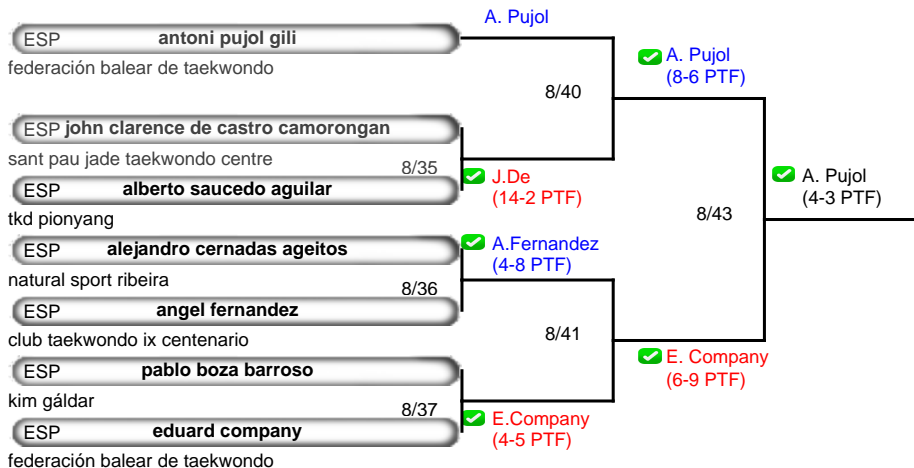 A. Pujol
ESP antoni pujol gili
federación balear de taekwondo
A. Pujol
(8-6 PTF)
8/40
ESP john clarence de castro camorongan
sant pau jade taekwondo centre
8/35
J.De
(14-2 PTF)
ESP alberto saucedo aguilar
tkd pionyang
A. Pujol
(4-3 PTF)
8/43
ESP alejandro cernadas ageitos
natural sport ribeira
A.Fernandez
(4-8 PTF)
8/36
ESP angel fernandez
club taekwondo ix centenario
8/41
E. Company
(6-9 PTF)
ESP pablo boza barroso
kim gáldar
8/37
E.Company
(4-5 PTF)
ESP eduard company
federación balear de taekwondo